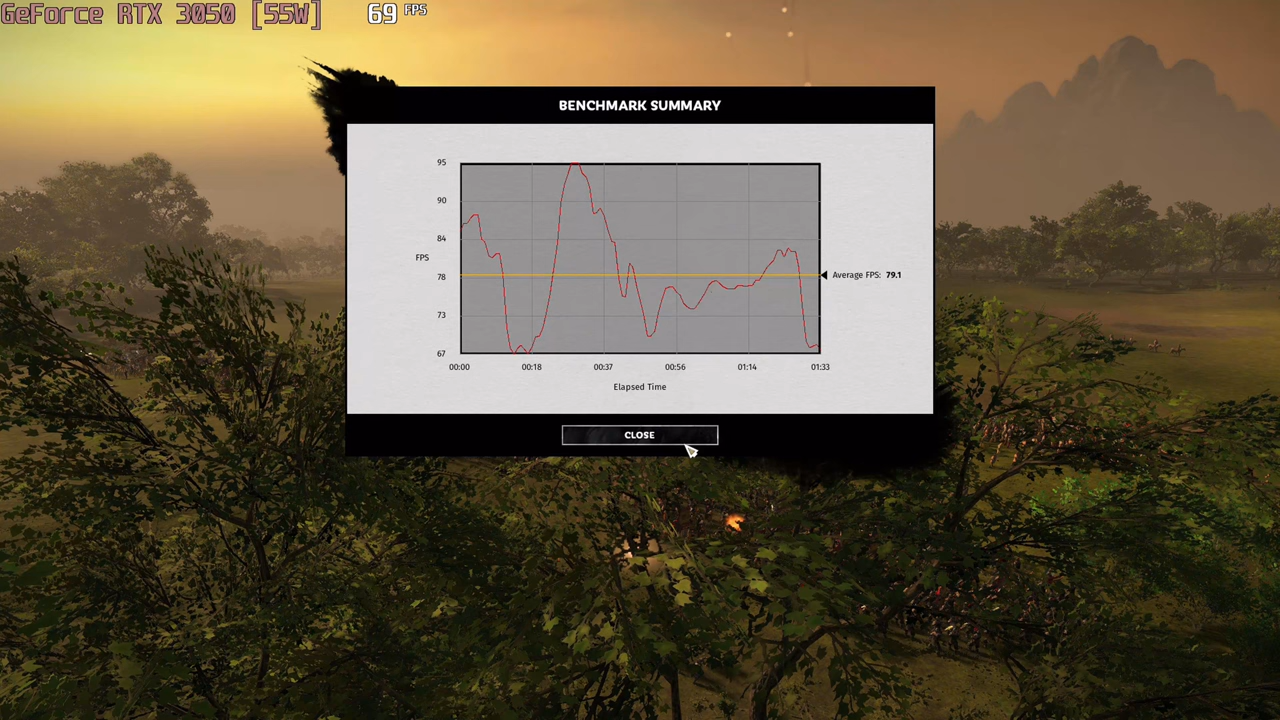 GeForce RTX 3050 [55W] 69 FPS
BENCHMARK SUMMARY
95
90
84
FPS
78
Average FPS: 79.1
73
67
00:00 00:18 00:37 00:56 01:14 01:33
Elapsed Time
CLOSE